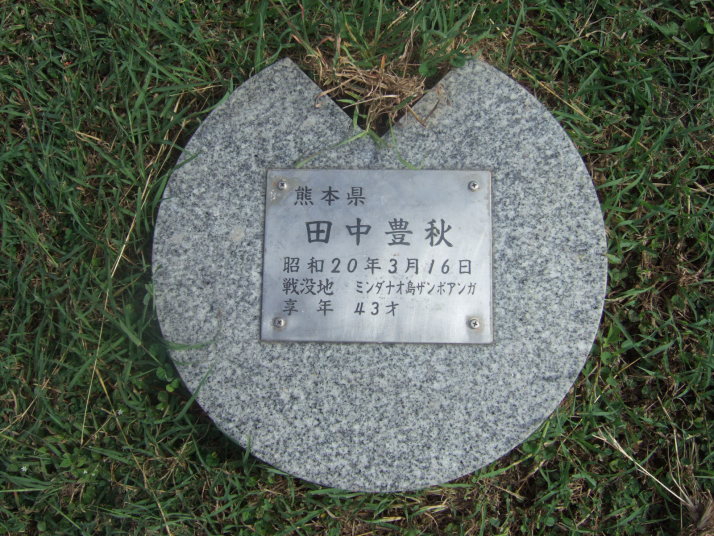 熊本県
田中豊秋
昭和20年3月16日
戦没地 ミンダナオ島ザンボアンガ
享年 43才